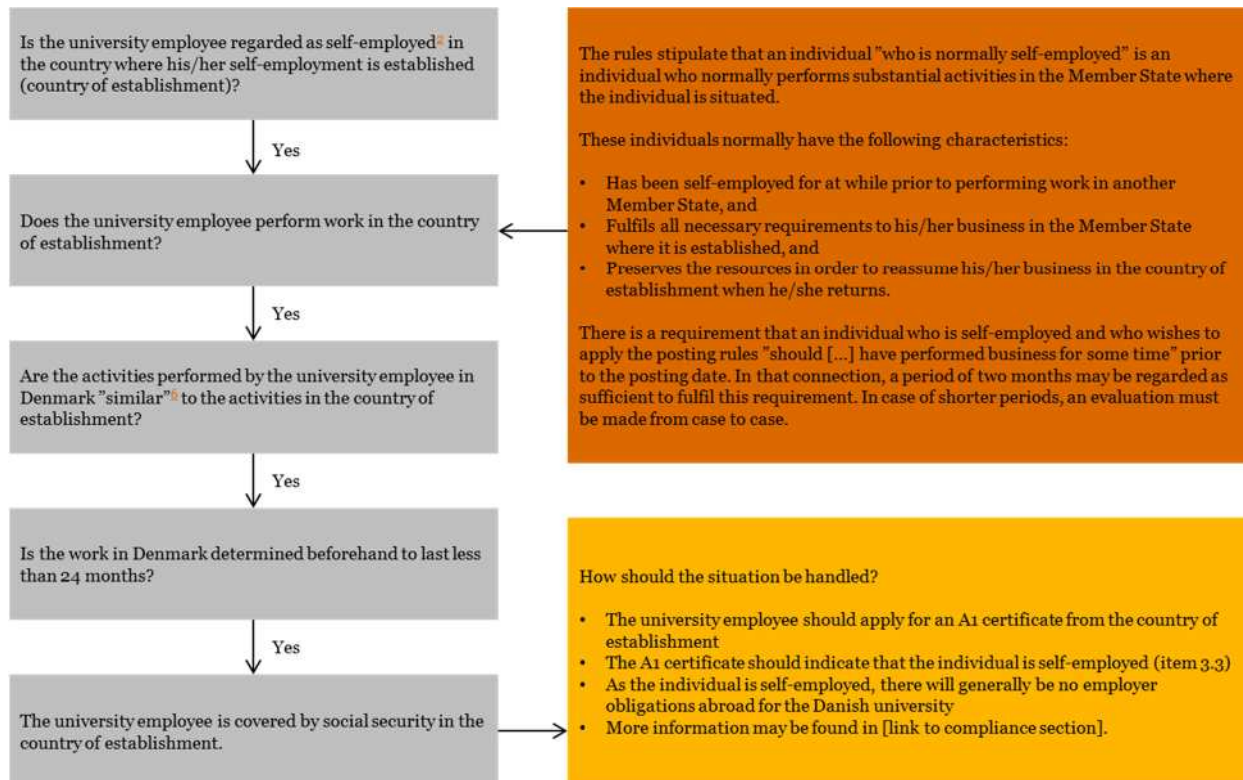 Is the university employee regarded as self-employed2 in
the country where his/her self-employment is established
(country of establishment)?
Yes
Does the university employee perform work in the country
of establishment?
Yes
Are the activities performed by the university employee in
Denmark ”similar”6 to the activities in the country of
establishment?
Yes
Is the work in Denmark determined beforehand to last less
than 24 months?
Yes
The university employee is covered by social security in the
country of establishment.
The rules stipulate that an individual ”who is normally self-employed” is an
individual who normally performs substantial activities in the Member State where
the individual is situated.
These individuals normally have the following characteristics:
• Has been self-employed for at while prior to performing work in another
Member State, and
• Fulfils all necessary requirements to his/her business in the Member State
where it is established, and
• Preserves the resources in order to reassume his/her business in the country of
establishment when he/she returns.
There is a requirement that an individual who is self-employed and who wishes to
apply the posting rules ”should [...] have performed business for some time” prior
to the posting date. In that connection, a period of two months may be regarded as
sufficient to fulfil this requirement. In case of shorter periods, an evaluation must
be made from case to case.
How should the situation be handled?
• The university employee should apply for an A1 certificate from the country of
establishment
• The A1 certificate should indicate that the individual is self-employed (item 3.3)
• As the individual is self-employed, there will generally be no employer
obligations abroad for the Danish university
• More information may be found in [link to compliance section].